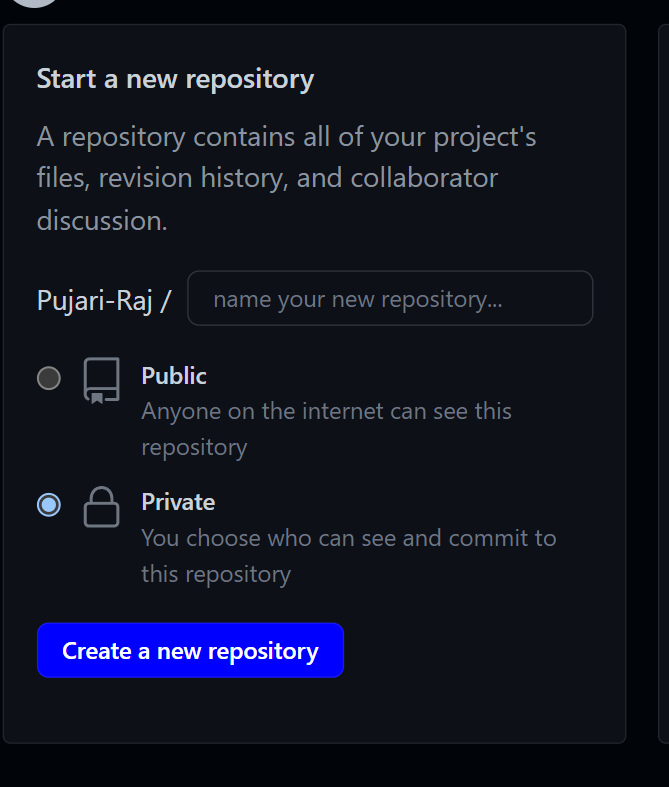 Start a new repository
A repository contains all of your project's
files, revision history, and collaborator
discussion.
Pujari-Raj / name your new repository...
Public
Anyone on the internet can see this
repository
Private
You choose who can see and commit to
this repository
Create a new repository